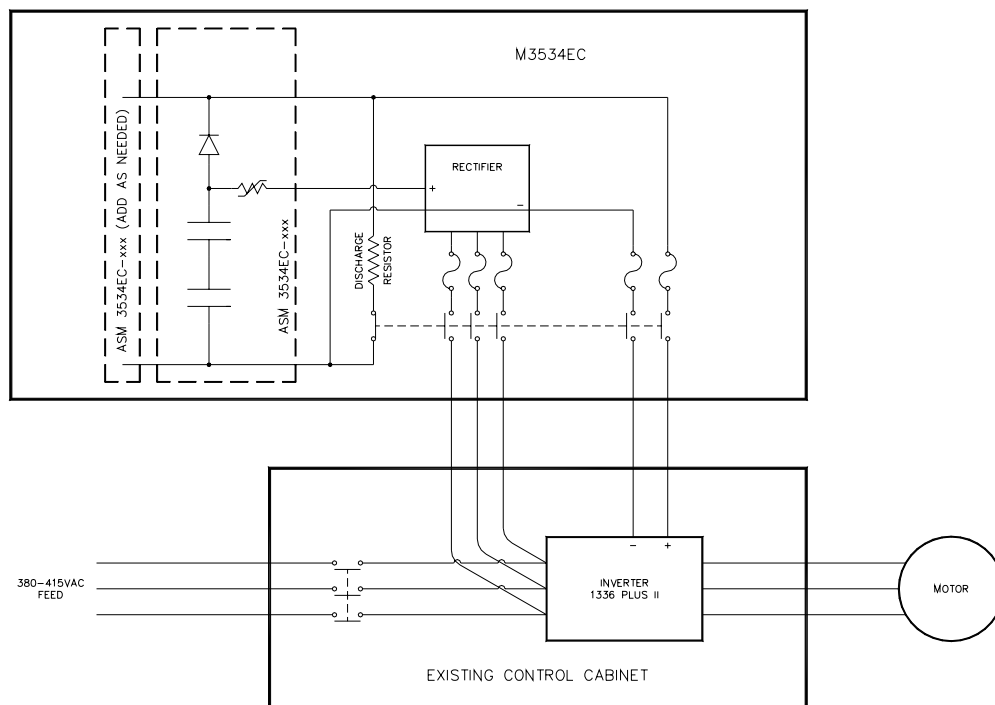 M3534EC
ASM 3534EC-xxx (ADD AS NEEDED)
ASM 3534EC-xxx
RECTIFIER
+
-
DISCHARGE
RESISTOR
- +
380-415VAC
FEED
INVERTER
1336 PLUS II
MOTOR
EXISTING CONTROL CABINET